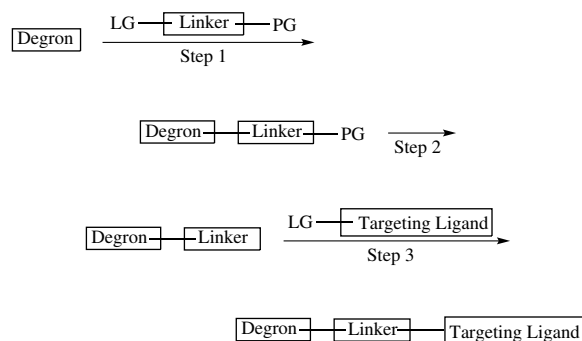 LG Linker PG
Degron
Step 1
Degron Linker PG
Step 2
LG Targeting Ligand
Degron Linker
Step 3
Degron Linker Targeting Ligand